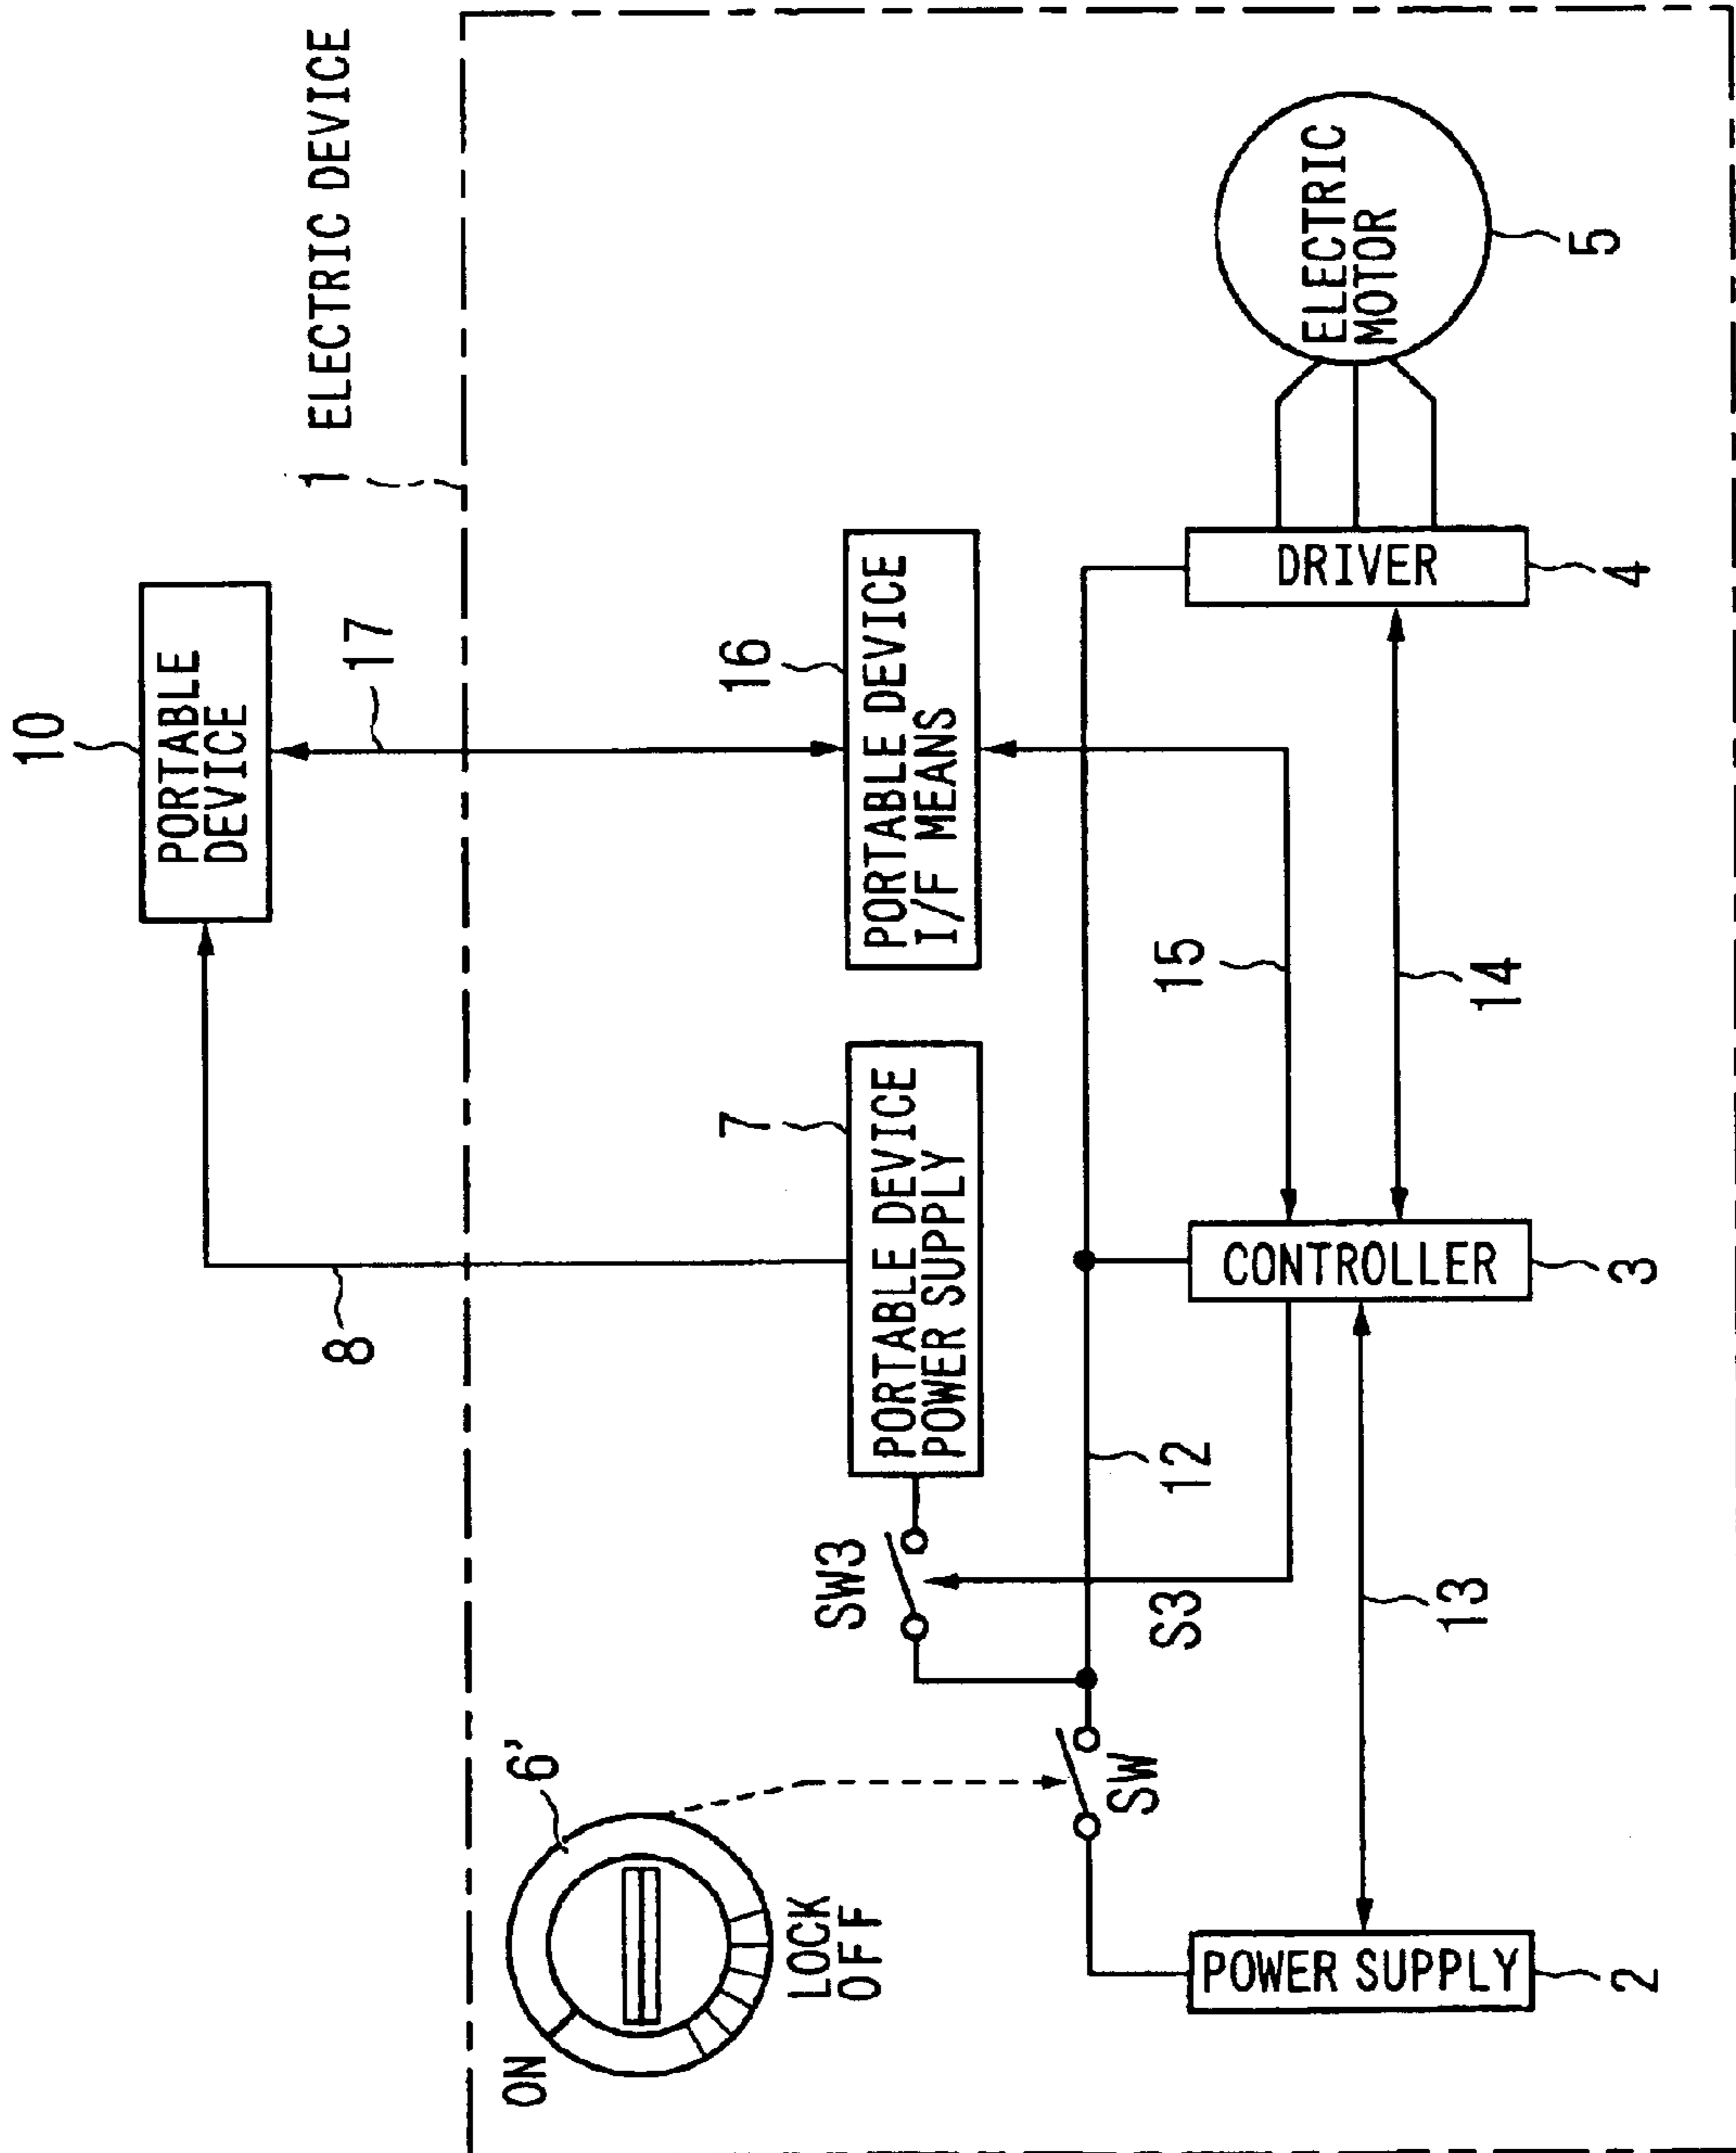 10
PORTABLE
DEVICE
17
8
1 ELECTRIC DEVICE
6'
ON
LOCK
OFF
SW3
7
PORTABLE DEVICE
POWER SUPPLY
16
PORTABLE DEVICE
I/F MEANS
SW
S3
12
15
POWER SUPPLY
2
13
CONTROLLER
3
14
DRIVER
4
ELECTRIC
MOTOR
5